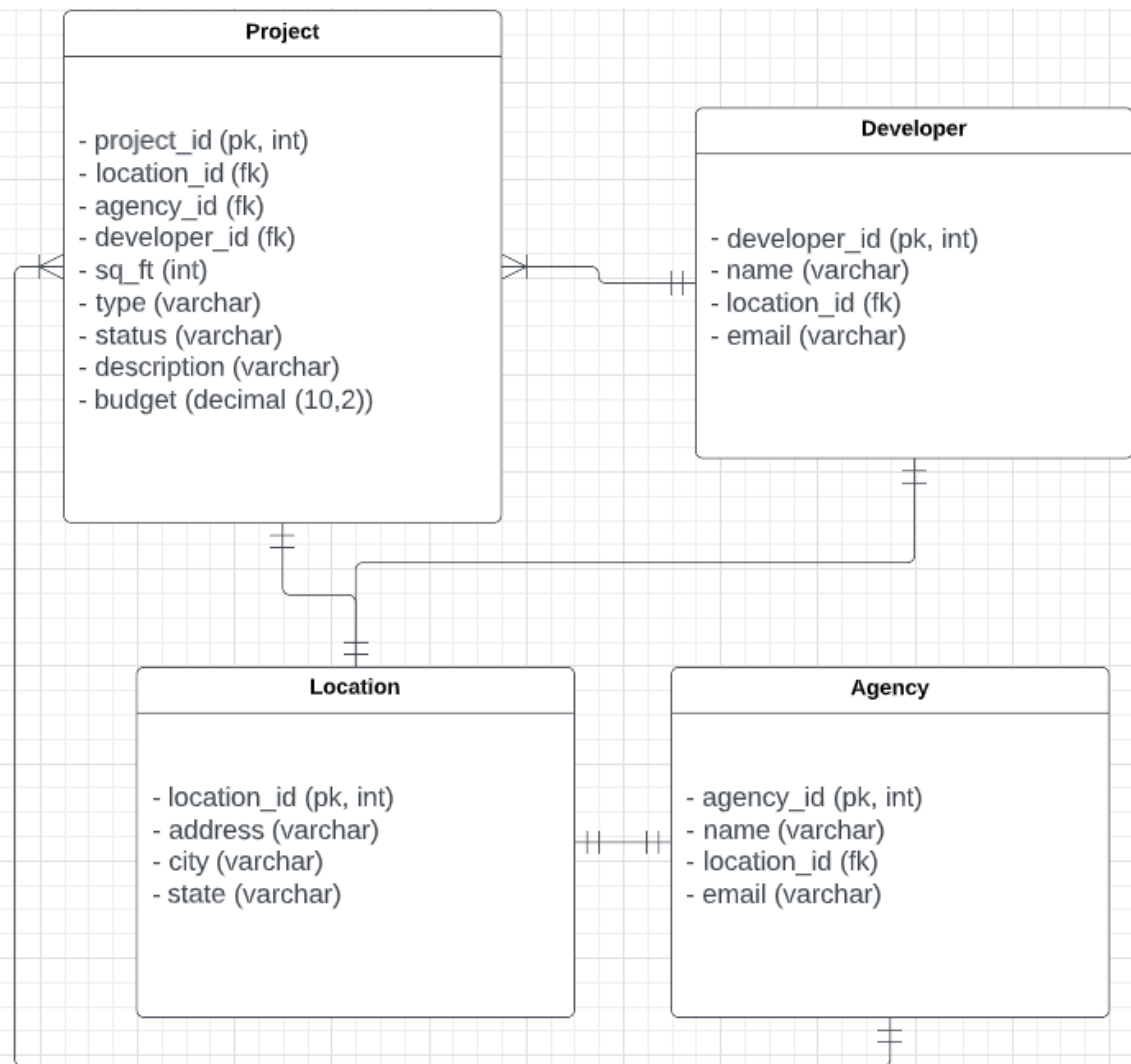 Project
- project_id (pk, int)
- location_id (fk)
- agency_id (fk)
- developer_id (fk)
- sq_ft (int)
- type (varchar)
- status (varchar)
- description (varchar)
- budget (decimal (10,2))
Developer
- developer_id (pk, int)
- name (varchar)
- location_id (fk)
- email (varchar)
Location
- location_id (pk, int)
- address (varchar)
- city (varchar)
- state (varchar)
Agency
- agency_id (pk, int)
- name (varchar)
- location_id (fk)
- email (varchar)